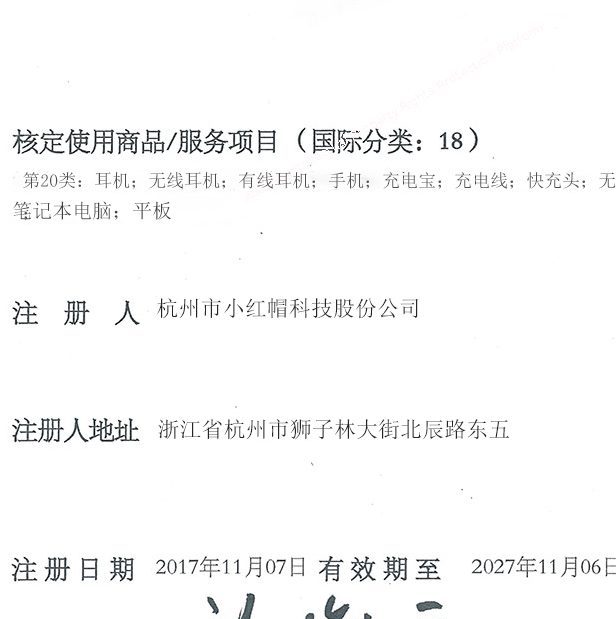 核定使用商品/服务项目（国际分类：18）
第20类：耳机；无线耳机；有线耳机；手机；充电宝；充电线；快充头；无
笔记本电脑；平板
注册人 杭州市小红帽科技股份公司
注册人地址 浙江省杭州市狮子林大街北辰路东五
注册日期 2017年11月07日 有效期至 2027年11月06日